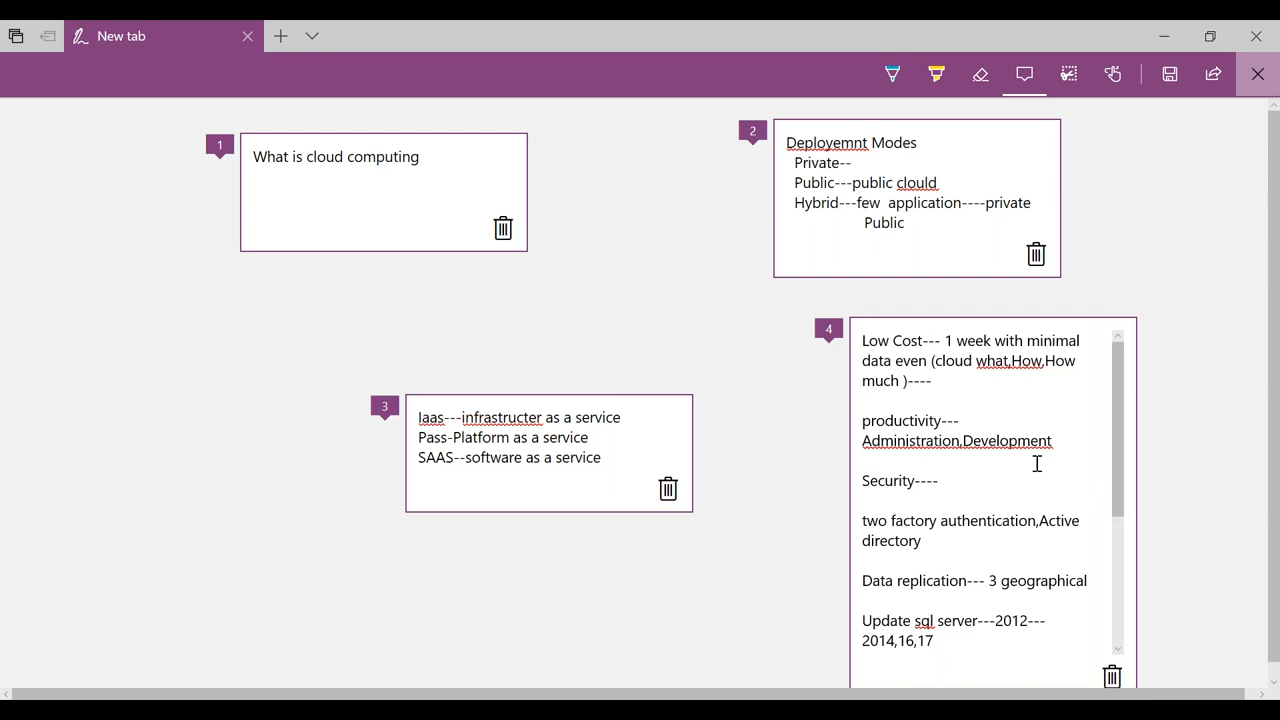 New tab
1
What is cloud computing
2
Deployemnt Modes
Private--
Public---public clould
Hybrid---few application----private
Public
3
Iaas---infrastructer as a service
Pass-Platform as a service
SAAS--software as a service
4
Low Cost--- 1 week with minimal
data even (cloud what,How,How
much )----
productivity---
Administration,Development
Security----
two factory authentication,Active
directory
Data replication--- 3 geographical
Update sql server---2012---
2014,16,17